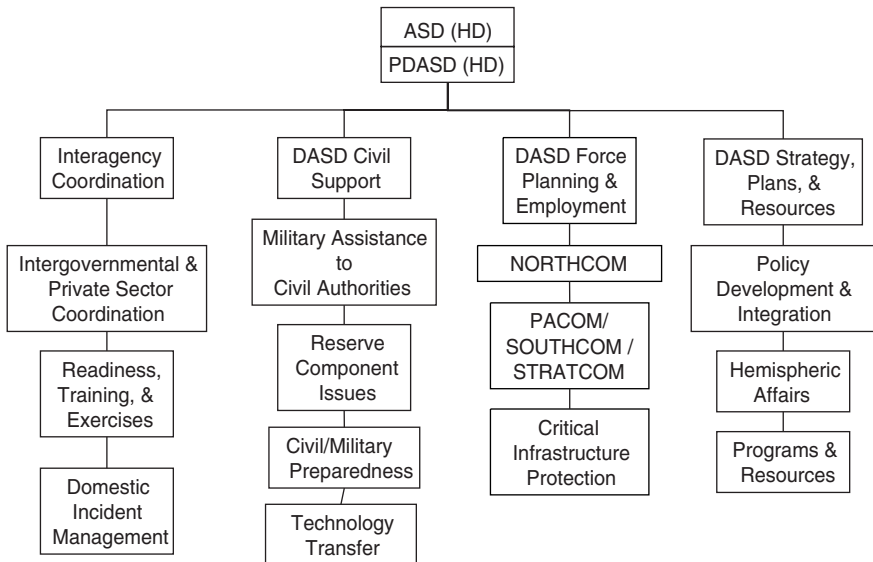 ASD (HD)
PDASD (HD)
Interagency
Coordination
Intergovernmental &
Private Sector
Coordination
Readiness,
Training, &
Exercises
Domestic
Incident
Management
DASD Civil
Support
Military Assistance
to
Civil Authorities
Reserve
Component
Issues
Civil/Military
Preparedness
Technology
Transfer
DASD Force
Planning &
Employment
NORTHCOM
PACOM/
SOUTHCOM /
STRATCOM
Critical
Infrastructure
Protection
DASD Strategy,
Plans, &
Resources
Policy
Development &
Integration
Hemispheric
Affairs
Programs &
Resources